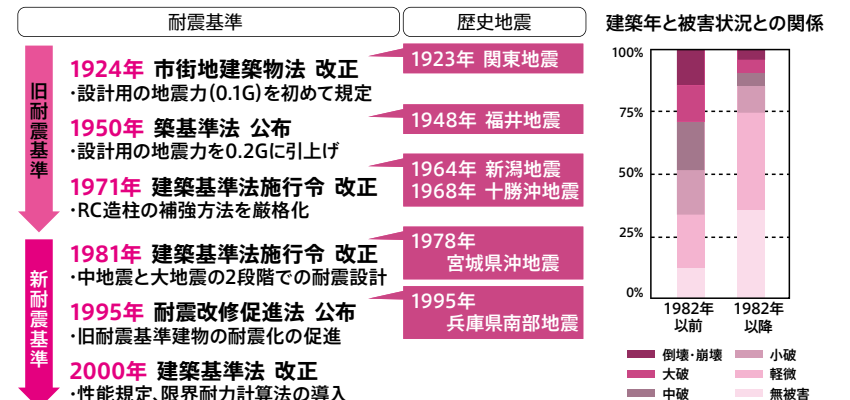 耐震基準
歴史地震
建築年と被害状況との関係
旧耐震基準
1924年 市街地建築物法 改正
・設計用の地震力(0.1G)を初めて規定
1923年 関東地震
1950年 築基準法 公布
・設計用の地震力を0.2Gに引上げ
1948年 福井地震
1971年 建築基準法施行令 改正
・RC造柱の補強方法を厳格化
1964年 新潟地震
1968年 十勝沖地震
新耐震基準
1981年 建築基準法施行令 改正
・中地震と大地震の2段階での耐震設計
1978年
宮城県沖地震
1995年 耐震改修促進法 公布
・旧耐震基準建物の耐震化の促進
1995年
兵庫県南部地震
2000年 建築基準法 改正
・性能規定、限界耐力計算法の導入
100%
75%
50%
25%
0%
1982年
以前
1982年
以降
倒壊・崩壊
大破
中破
小破
軽微
無被害